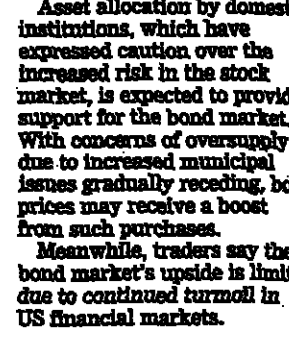 Asset allocation by domest
institutions, which have
expressed caution over the
increased risk in the stock
market, is expected to provid
support for the bond market.
With concerns of oversupply
due to increased municipal
issues gradually receding, bo
prices may receive a boost
from such purchases.
Meanwhile, traders say the
bond market's upside is limit
due to continued turmoil in
US financial markets.